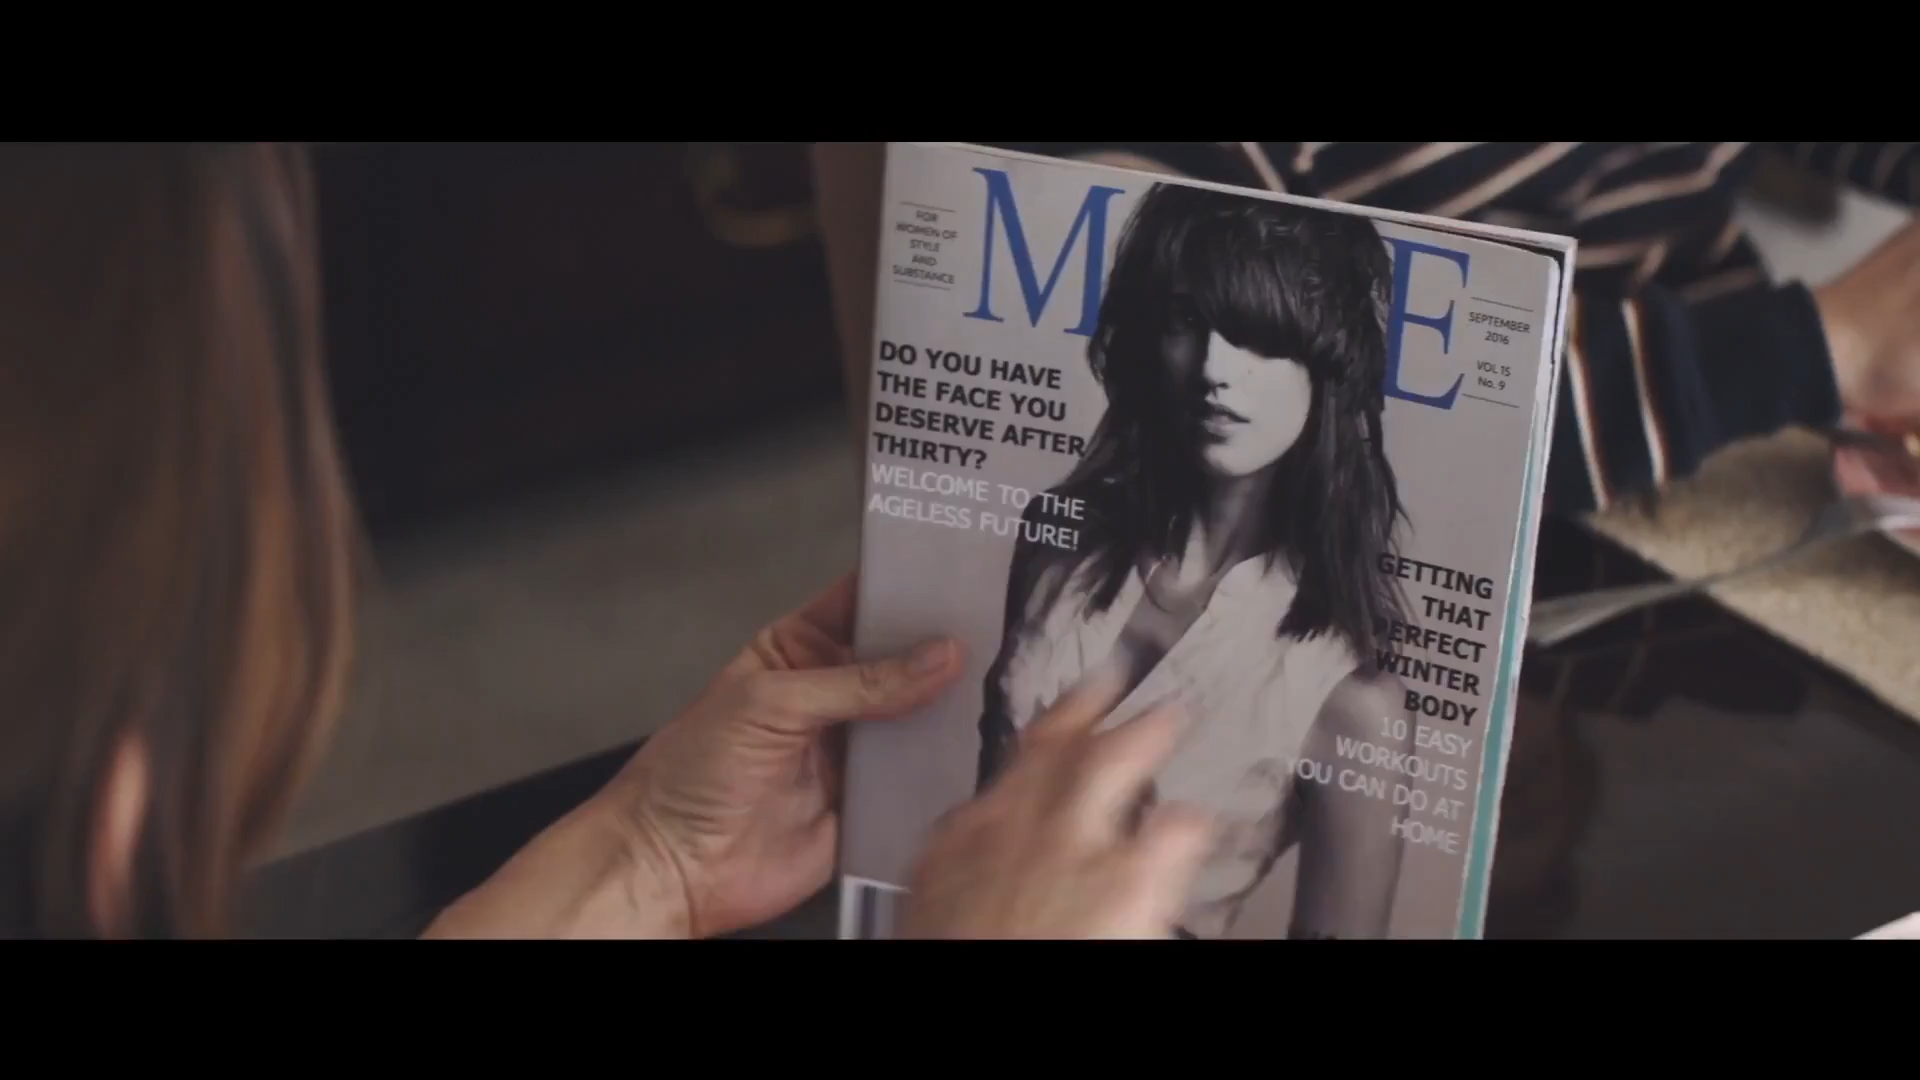 FOR
WOMEN OF
STYLE
AND
SUBSTANCE
M E
SEPTEMBER
2016
VOL 15
No. 9
DO YOU HAVE
THE FACE YOU
DESERVE AFTER
THIRTY?
WELCOME TO THE
AGELESS FUTURE!
GETTING
THAT
PERFECT
WINTER
BODY
10 EASY
WORKOUTS
YOU CAN DO AT
HOME